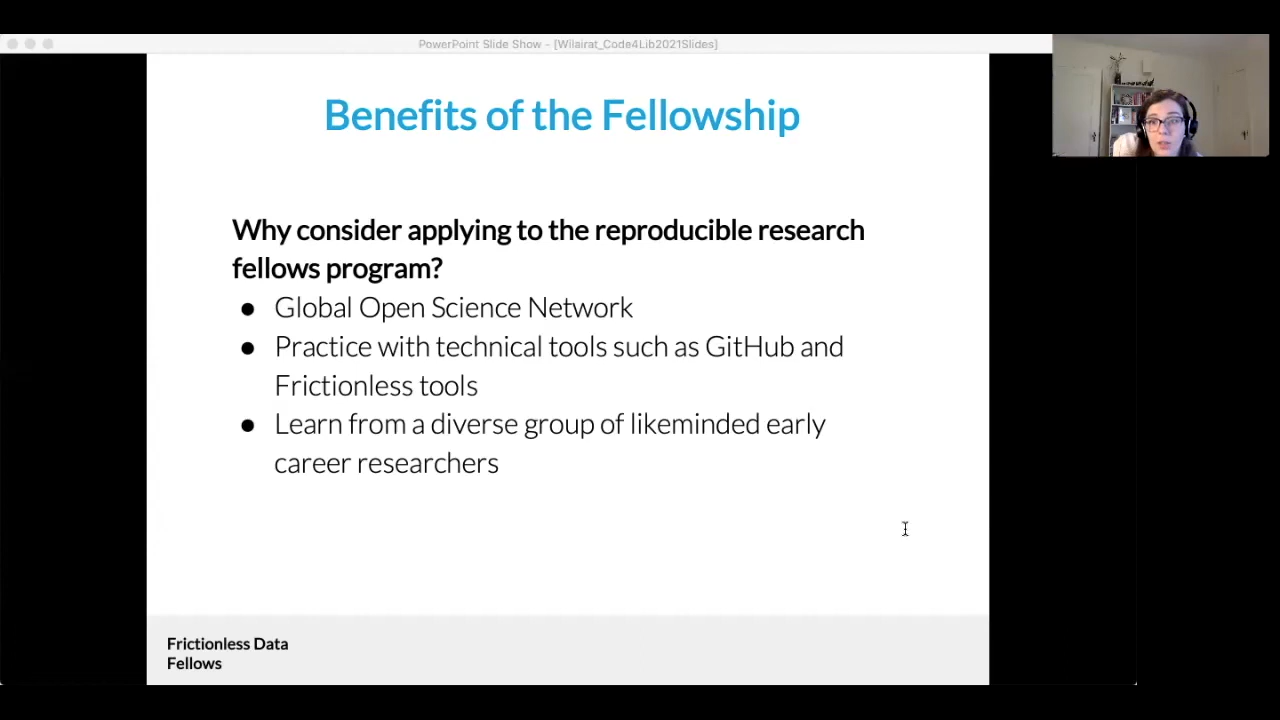 PowerPoint Slide Show - [Wilairat_Code4Lib2021Slides]
Benefits of the Fellowship
Why consider applying to the reproducible research
fellows program?
● Global Open Science Network
● Practice with technical tools such as GitHub and
Frictionless tools
● Learn from a diverse group of likeminded early
career researchers
Frictionless Data
Fellows